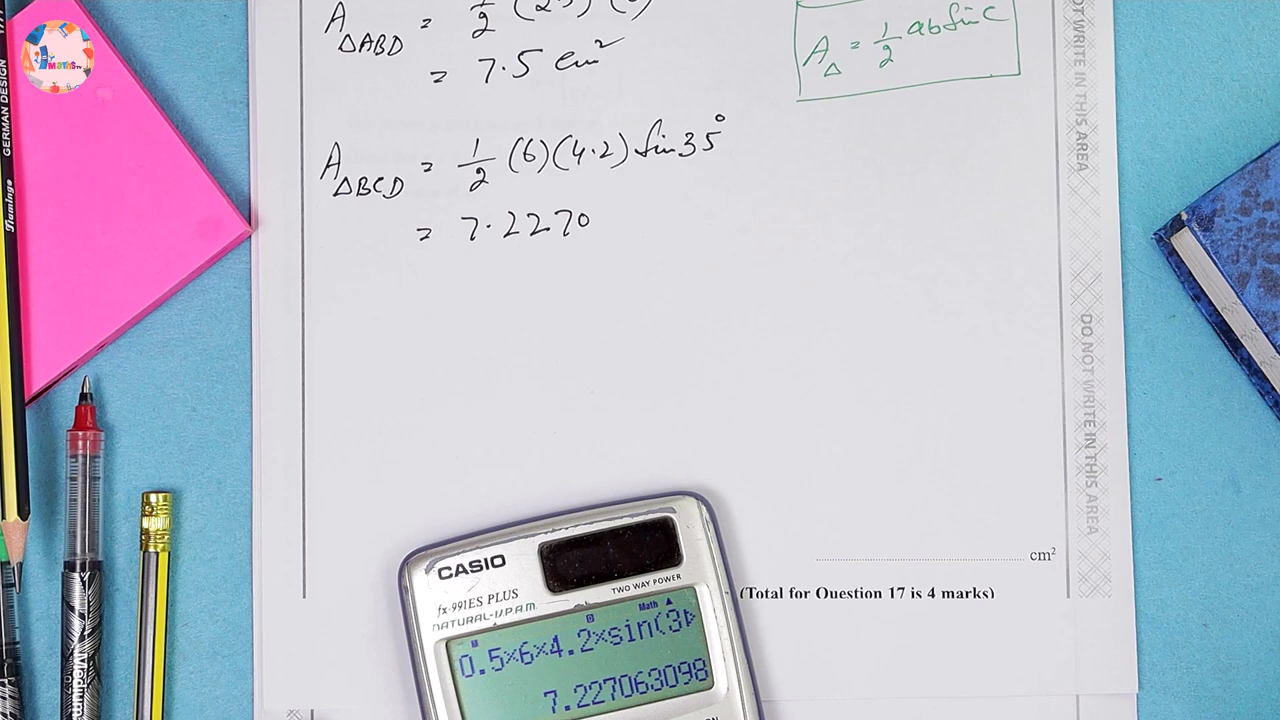 A△ABD = 1/2 (2.5) (6)
= 7.5 cm²
A△ = 1/2 ab Sin C
A△BCD = 1/2 (6)(4.2) Sin 35°
= 7.2270
cm²
(Total for Question 17 is 4 marks)
CASIO
TWO WAY POWER
fx-991ES PLUS
NATURAL-V.P.A.M.
Math ▲
0.5×6×4.2×sin(3
7.227063098
OT WRITE IN THIS AREA
DO NOT WRITE IN THIS AREA
GERMAN DESIGN
Flamingo
MATHS TV